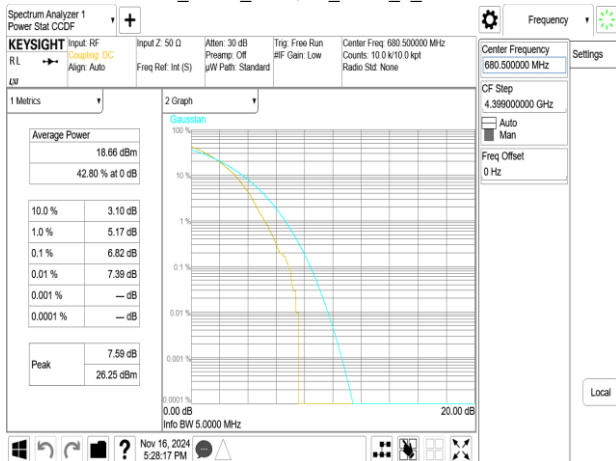 Spectrum Analyzer 1
Power Stat CCDF
+
Frequency
KEYSIGHT
RL
LXI
Input: RF
Coupling: DC
Align: Auto
Input Z: 50 Ω
Freq Ref: Int (S)
Atten: 30 dB
Preamp: Off
µW Path: Standard
Trig: Free Run
#IF Gain: Low
Center Freq: 680.500000 MHz
Counts: 10.0 k/10.0 kpt
Radio Std: None
Center Frequency
680.500000 MHz
Settings
CF Step
4.399000000 GHz
Auto
Man
Freq Offset
0 Hz
Local
1 Metrics
Average Power
18.66 dBm
42.80 % at 0 dB
10.0 % 3.10 dB
1.0 % 5.17 dB
0.1 % 6.82 dB
0.01 % 7.39 dB
0.001 % --- dB
0.0001 % --- dB
Peak
7.59 dB
26.25 dBm
2 Graph
Gaussian
100 %
10 %
1 %
0.1 %
0.01 %
0.001 %
0.0001 %
0.00 dB 20.00 dB
Info BW 5.0000 MHz
?
Nov 16, 2024
5:28:17 PM